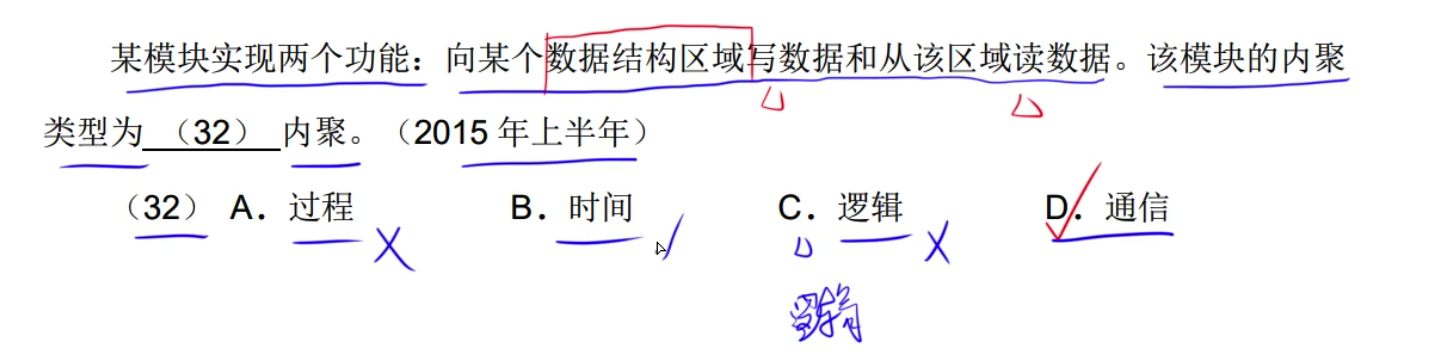 某模块实现两个功能：向某个数据结构区域写数据和从该区域读数据。该模块的内聚
类型为（32）内聚。（2015 年上半年）
（32） A．过程 B．时间 C．逻辑 D．通信